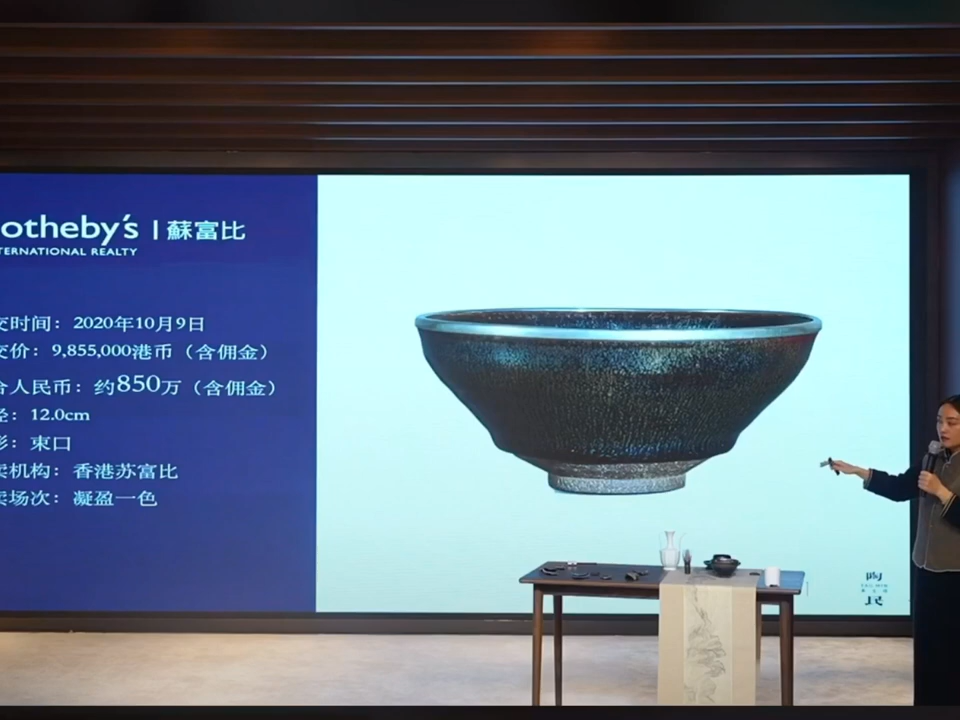 otheby's | 蘇富比
TERNATIONAL REALTY
交时间：2020年10月9日
交价：9,855,000港币（含佣金）
合人民币：约850万（含佣金）
径：12.0cm
形：束口
卖机构：香港苏富比
卖场次：凝盈一色
陶
民